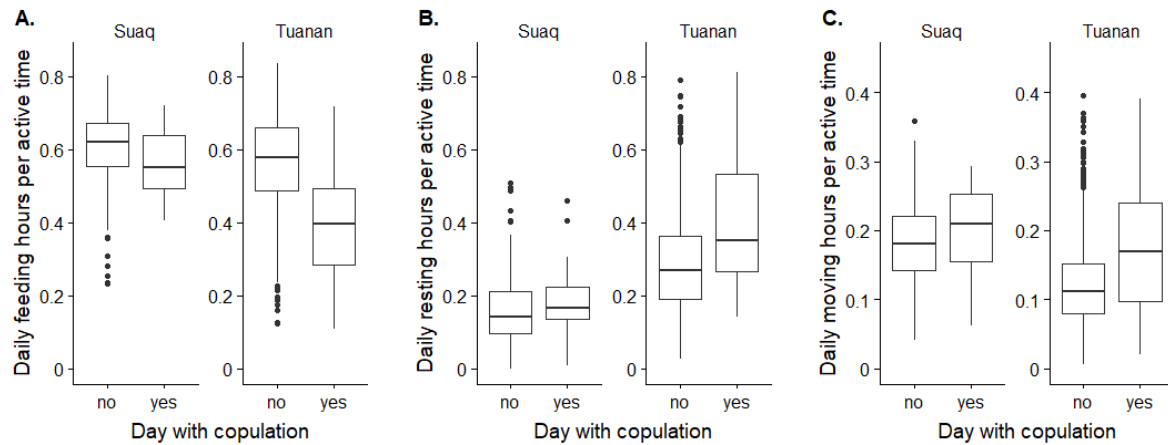 A.
Suaq Tuanan
Daily feeding hours per active time
0.8 0.8
0.6 0.6
0.4 0.4
0.2 0.2
0 0
no yes no yes
Day with copulation
B.
Suaq Tuanan
Daily resting hours per active time
0.8 0.8
0.6 0.6
0.4 0.4
0.2 0.2
0 0
no yes no yes
Day with copulation
C.
Suaq Tuanan
Daily moving hours per active time
0.4 0.4
0.3 0.3
0.2 0.2
0.1 0.1
0 0
no yes no yes
Day with copulation